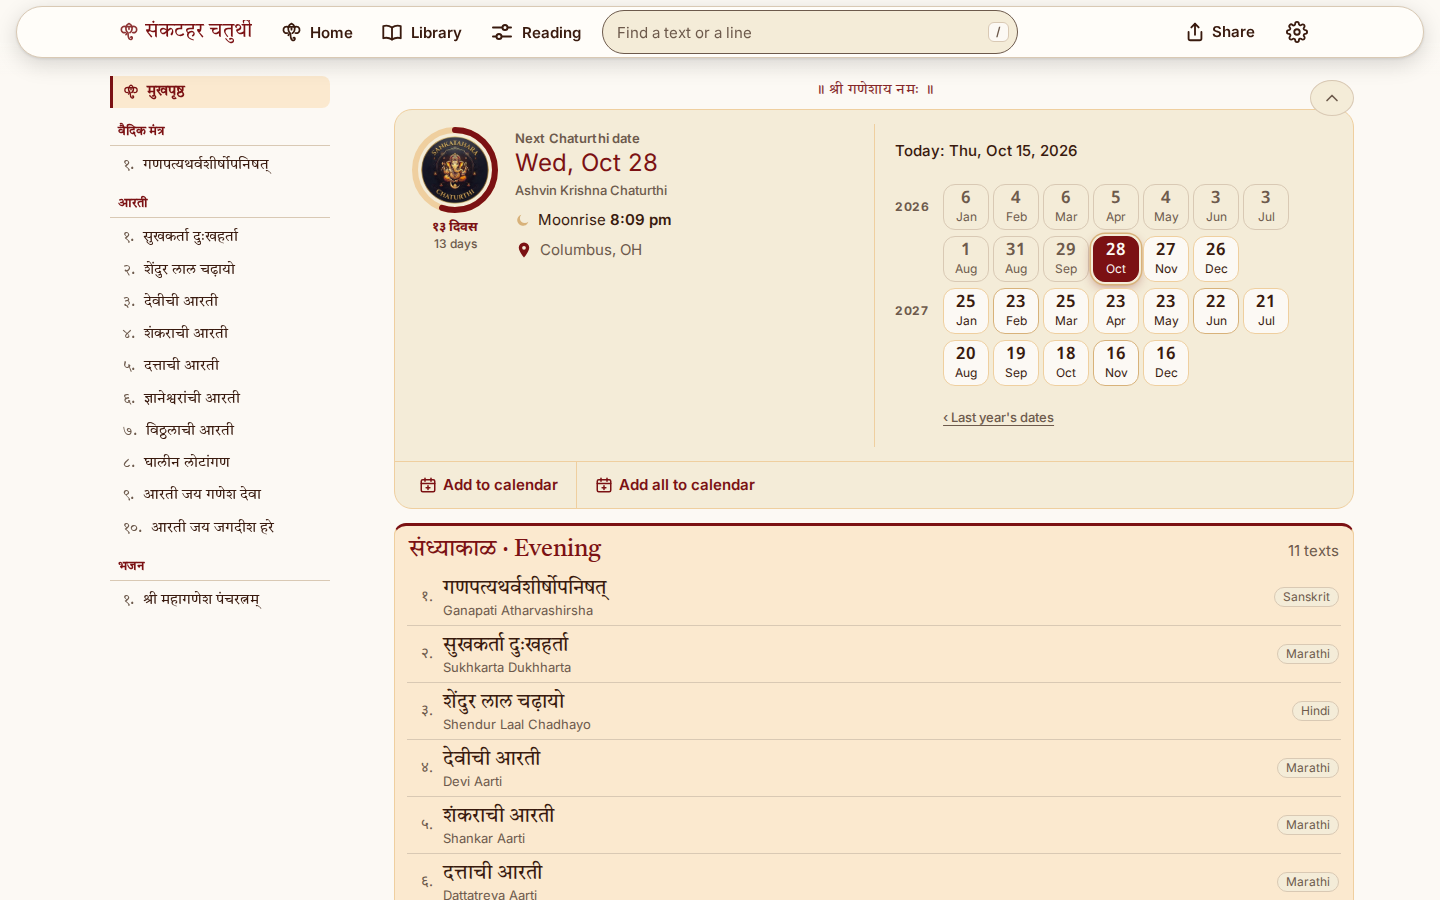 संकटहर चतुर्थी
Home
Library
Reading
Find a text or a line
/
Share
मुखपृष्ठ
वैदिक मंत्र
१. गणपत्यथर्वशीर्षोपनिषत्
आरती
१. सुखकर्ता दुःखहर्ता
२. शेंदुर लाल चढ़ायो
३. देवीची आरती
४. शंकराची आरती
५. दत्ताची आरती
६. ज्ञानेश्वरांची आरती
७. विठ्ठलाची आरती
८. घालीन लोटांगण
९. आरती जय गणेश देवा
१०. आरती जय जगदीश हरे
भजन
१. श्री महागणेश पंचरत्नम्
॥ श्री गणेशाय नमः ॥
SANKATAHARA
CHATURTHI
१३ दिवस
13 days
Next Chaturthi date
Wed, Oct 28
Ashvin Krishna Chaturthi
Moonrise 8:09 pm
Columbus, OH
Today: Thu, Oct 15, 2026
2026
6 Jan
4 Feb
6 Mar
5 Apr
4 May
3 Jun
3 Jul
1 Aug
31 Aug
29 Sep
28 Oct
27 Nov
26 Dec
2027
25 Jan
23 Feb
25 Mar
23 Apr
23 May
22 Jun
21 Jul
20 Aug
19 Sep
18 Oct
16 Nov
16 Dec
‹ Last year's dates
Add to calendar
Add all to calendar
संध्याकाळ · Evening
11 texts
१. गणपत्यथर्वशीर्षोपनिषत्
Ganapati Atharvashirsha
Sanskrit
२. सुखकर्ता दुःखहर्ता
Sukhkarta Dukhharta
Marathi
३. शेंदुर लाल चढ़ायो
Shendur Laal Chadhayo
Hindi
४. देवीची आरती
Devi Aarti
Marathi
५. शंकराची आरती
Shankar Aarti
Marathi
६. दत्ताची आरती
Dattatreya Aarti
Marathi